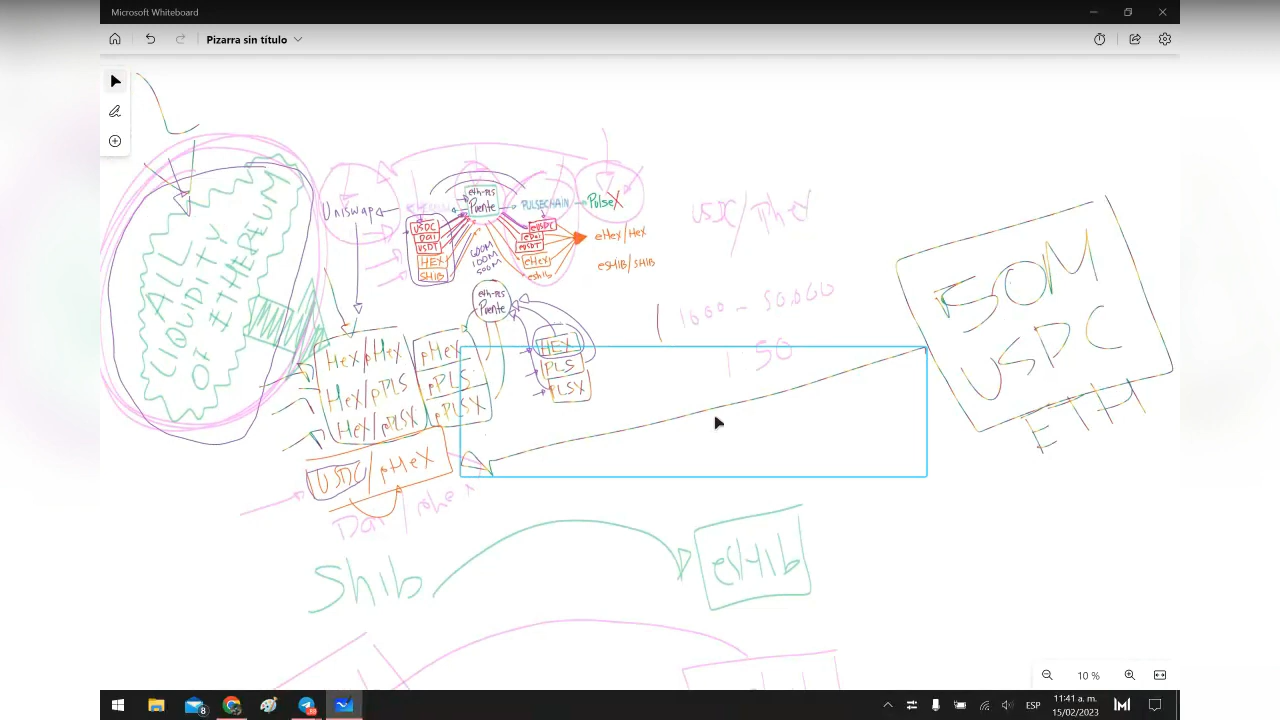 Microsoft Whiteboard
Pizarra sin título
ALL
LIQUIDITY
OF
ETHEREUM
UNISWAP
eth-PLS
Puente
PULSECHAIN
PulseX
USDC
DAI
USDT
HEX
SHIB
eUSDC
eDai
eUSDT
eHex
eshib
600M
100M
500M
eHex/Hex
eSHIB/SHIB
eth-PLS
Puente
HEX
PLS
PLSX
Hex/pHex
Hex/pPLS
Hex/pPLSX
pHex
pPLS
pPLSX
USDC/pHex
Dai/phex
1000 - 50.000
1 50
50M
USDC
ETH
Shib
eSHib
10 %
8
ESP
11:41 a. m.
15/02/2023